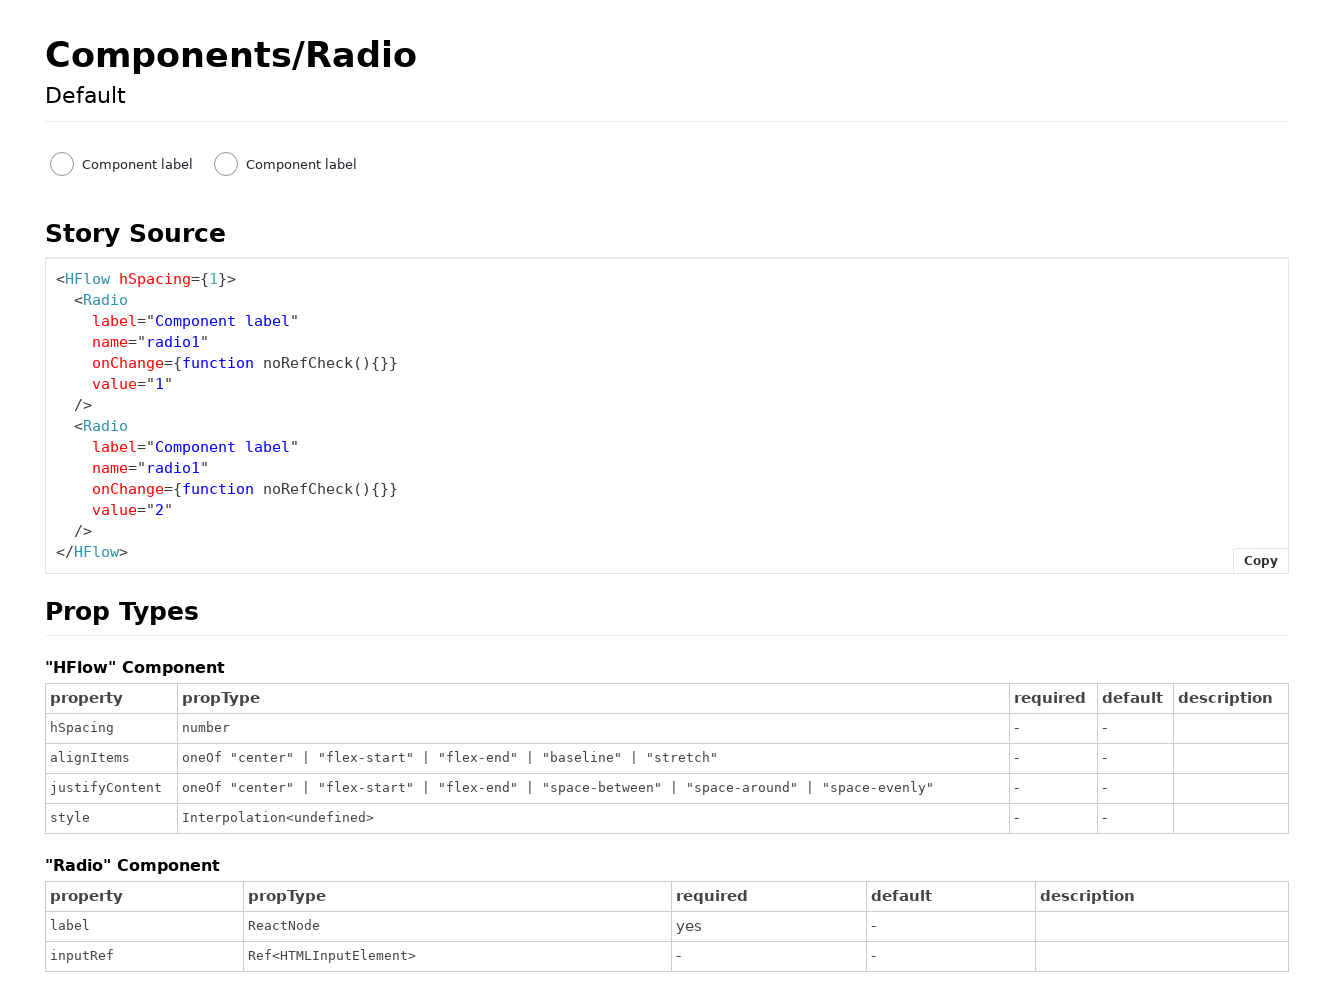 Components/Radio
Default
Component label Component label
Story Source
<HFlow hSpacing={1}>
  <Radio
    label="Component label"
    name="radio1"
    onChange={function noRefCheck(){}}
    value="1"
  />
  <Radio
    label="Component label"
    name="radio1"
    onChange={function noRefCheck(){}}
    value="2"
  />
</HFlow>
Copy
Prop Types
"HFlow" Component
property propType required default description
hSpacing number - -
alignItems oneOf "center" | "flex-start" | "flex-end" | "baseline" | "stretch" - -
justifyContent oneOf "center" | "flex-start" | "flex-end" | "space-between" | "space-around" | "space-evenly" - -
style Interpolation<undefined> - -
"Radio" Component
property propType required default description
label ReactNode yes -
inputRef Ref<HTMLInputElement> - -